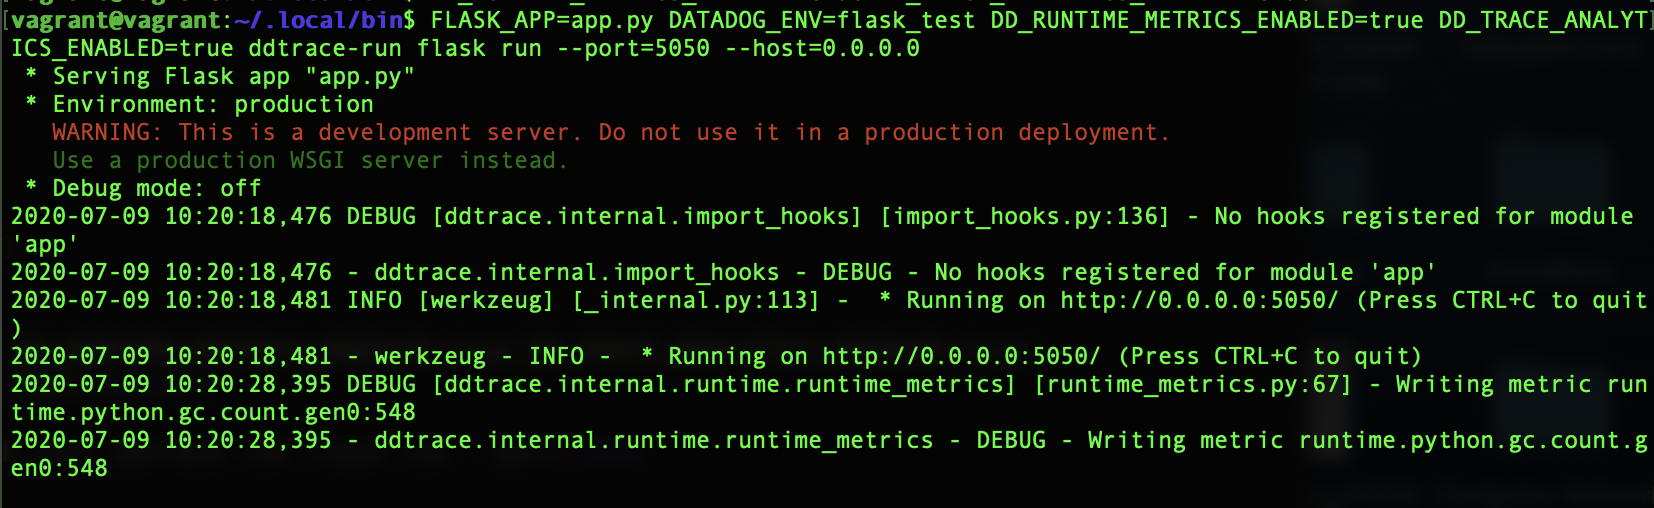 [vagrant@vagrant:~/.local/bin$ FLASK_APP=app.py DATADOG_ENV=flask_test DD_RUNTIME_METRICS_ENABLED=true DD_TRACE_ANALYT]
ICS_ENABLED=true ddtrace-run flask run --port=5050 --host=0.0.0.0
 * Serving Flask app "app.py"
 * Environment: production
   WARNING: This is a development server. Do not use it in a production deployment.
   Use a production WSGI server instead.
 * Debug mode: off
2020-07-09 10:20:18,476 DEBUG [ddtrace.internal.import_hooks] [import_hooks.py:136] - No hooks registered for module
'app'
2020-07-09 10:20:18,476 - ddtrace.internal.import_hooks - DEBUG - No hooks registered for module 'app'
2020-07-09 10:20:18,481 INFO [werkzeug] [_internal.py:113] -  * Running on http://0.0.0.0:5050/ (Press CTRL+C to quit
)
2020-07-09 10:20:18,481 - werkzeug - INFO -  * Running on http://0.0.0.0:5050/ (Press CTRL+C to quit)
2020-07-09 10:20:28,395 DEBUG [ddtrace.internal.runtime.runtime_metrics] [runtime_metrics.py:67] - Writing metric run
time.python.gc.count.gen0:548
2020-07-09 10:20:28,395 - ddtrace.internal.runtime.runtime_metrics - DEBUG - Writing metric runtime.python.gc.count.g
en0:548